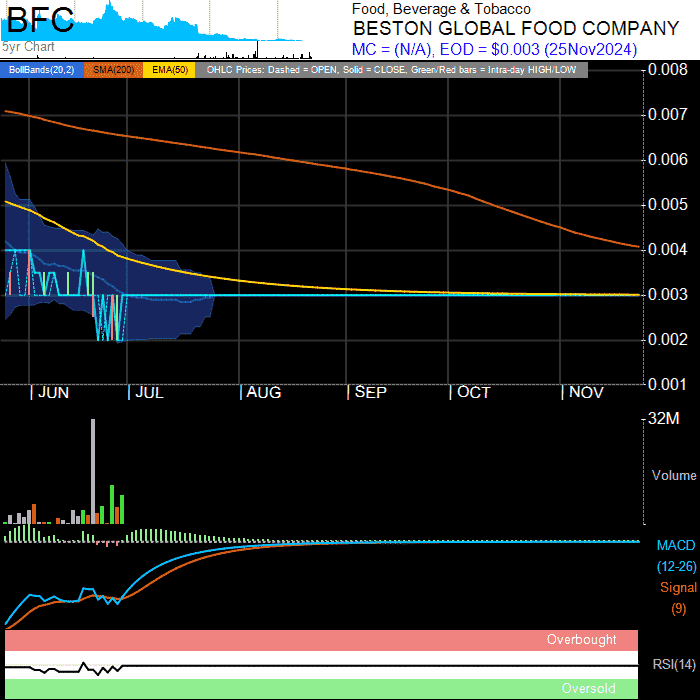 BFC
5yr Chart
Food, Beverage & Tobacco
BESTON GLOBAL FOOD COMPANY
MC = (N/A), EOD = $0.003 (25Nov2024)
BollBands(20,2) SMA(200) EMA(50) OHLC Prices: Dashed = OPEN, Solid = CLOSE, Green/Red bars = Intra-day HIGH/LOW
0.008
0.007
0.006
0.005
0.004
0.003
0.002
0.001
JUN JUL AUG SEP OCT NOV
32M
Volume
MACD
(12-26)
Signal
(9)
Overbought
RSI(14)
Oversold